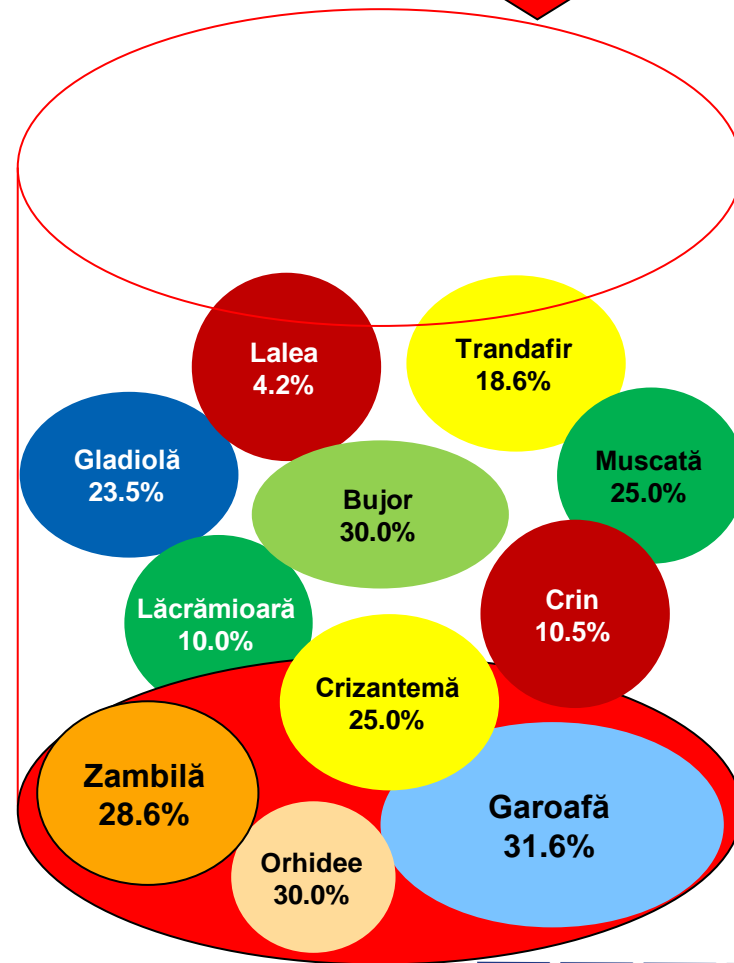 Lalea
4.2%
Trandafir
18.6%
Gladiolă
23.5%
Bujor
30.0%
Muscată
25.0%
Lăcrămioară
10.0%
Crin
10.5%
Crizantemă
25.0%
Zambilă
28.6%
Garoafă
31.6%
Orhidee
30.0%